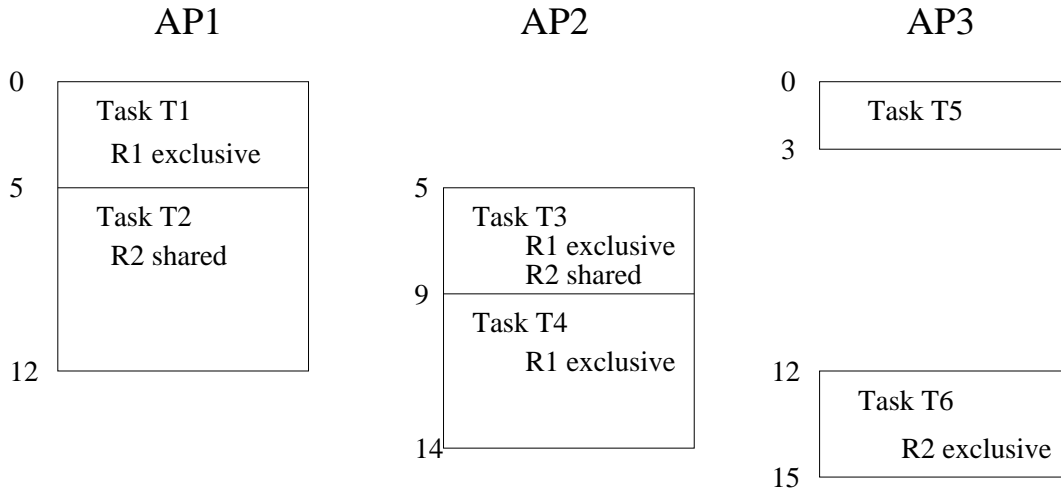 AP1
AP2
AP3
0
Task T1
R1 exclusive
5
Task T2
R2 shared
12
5
Task T3
R1 exclusive
R2 shared
9
Task T4
R1 exclusive
14
0
Task T5
3
12
Task T6
R2 exclusive
15